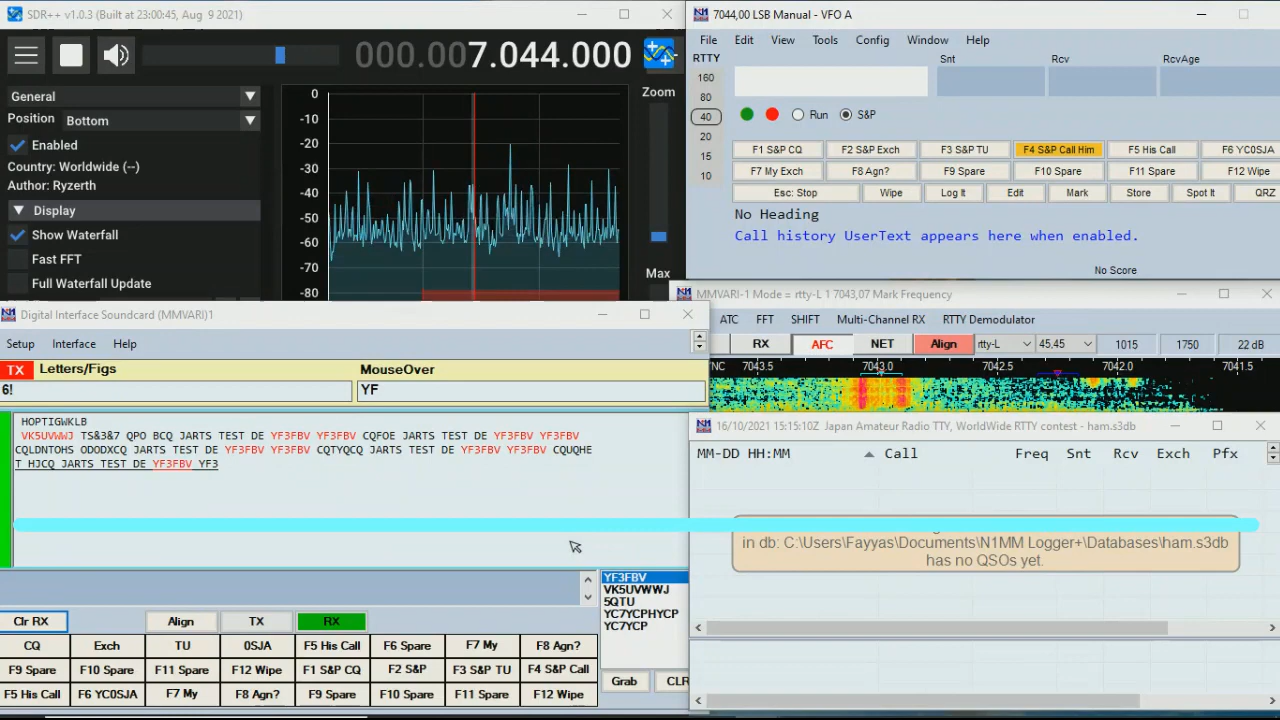 SDR++ v1.0.3 (Built at 23:00:45, Aug 9 2021)
000.007.044.000
General
Position Bottom
Enabled
Country: Worldwide (--)
Author: Ryzerth
Display
Show Waterfall
Fast FFT
Full Waterfall Update
0
-10
-20
-30
-40
-50
-60
-70
-80
Zoom
Max
7044,00 LSB Manual - VFO A
File Edit View Tools Config Window Help
RTTY
160
80
40
20
15
10
Snt Rcv RcvAge
Run S&P
F1 S&P CQ F2 S&P Exch F3 S&P TU F4 S&P Call Him F5 His Call F6 YC0SJA
F7 My Exch F8 Agn? F9 Spare F10 Spare F11 Spare F12 Wipe
Esc: Stop Wipe Log It Edit Mark Store Spot It QRZ
No Heading
Call history UserText appears here when enabled.
No Score
MMVARI-1 Mode = rtty-L 1 7043,07 Mark Frequency
ATC FFT SHIFT Multi-Channel RX RTTY Demodulator
RX AFC NET Align rtty-L 45,45 1015 1750 22 dB
7043.5 7043.0 7042.5 7042.0 7041.5
Digital Interface Soundcard (MMVARI)1
Setup Interface Help
TX Letters/Figs MouseOver
6! YF
HOPTIGWKLB
VK5UVWWJ TS&3&7 QPO BCQ JARTS TEST DE YF3FBV YF3FBV CQFOE JARTS TEST DE YF3FBV YF3FBV
CQLDNTOHS ODODXCQ JARTS TEST DE YF3FBV YF3FBV CQTYQCQ JARTS TEST DE YF3FBV YF3FBV CQUQHE
T HJCQ JARTS TEST DE YF3FBV YF3
YF3FBV
VK5UVWWJ
5QTU
YC7YCPHYCP
YC7YCP
Clr RX Align TX RX
CQ Exch TU 0SJA F5 His Call F6 Spare F7 My F8 Agn?
F9 Spare F10 Spare F11 Spare F12 Wipe F1 S&P CQ F2 S&P F3 S&P TU F4 S&P Call
F5 His Call F6 YC0SJA F7 My F8 Agn? F9 Spare F10 Spare F11 Spare F12 Wipe
Grab CLR
16/10/2021 15:15:10Z Japan Amateur Radio TTY, WorldWide RTTY contest - ham.s3db
MM-DD HH:MM Call Freq Snt Rcv Exch Pfx
in db: C:\Users\Fayyas\Documents\N1MM Logger+\Databases\ham.s3db
has no QSOs yet.